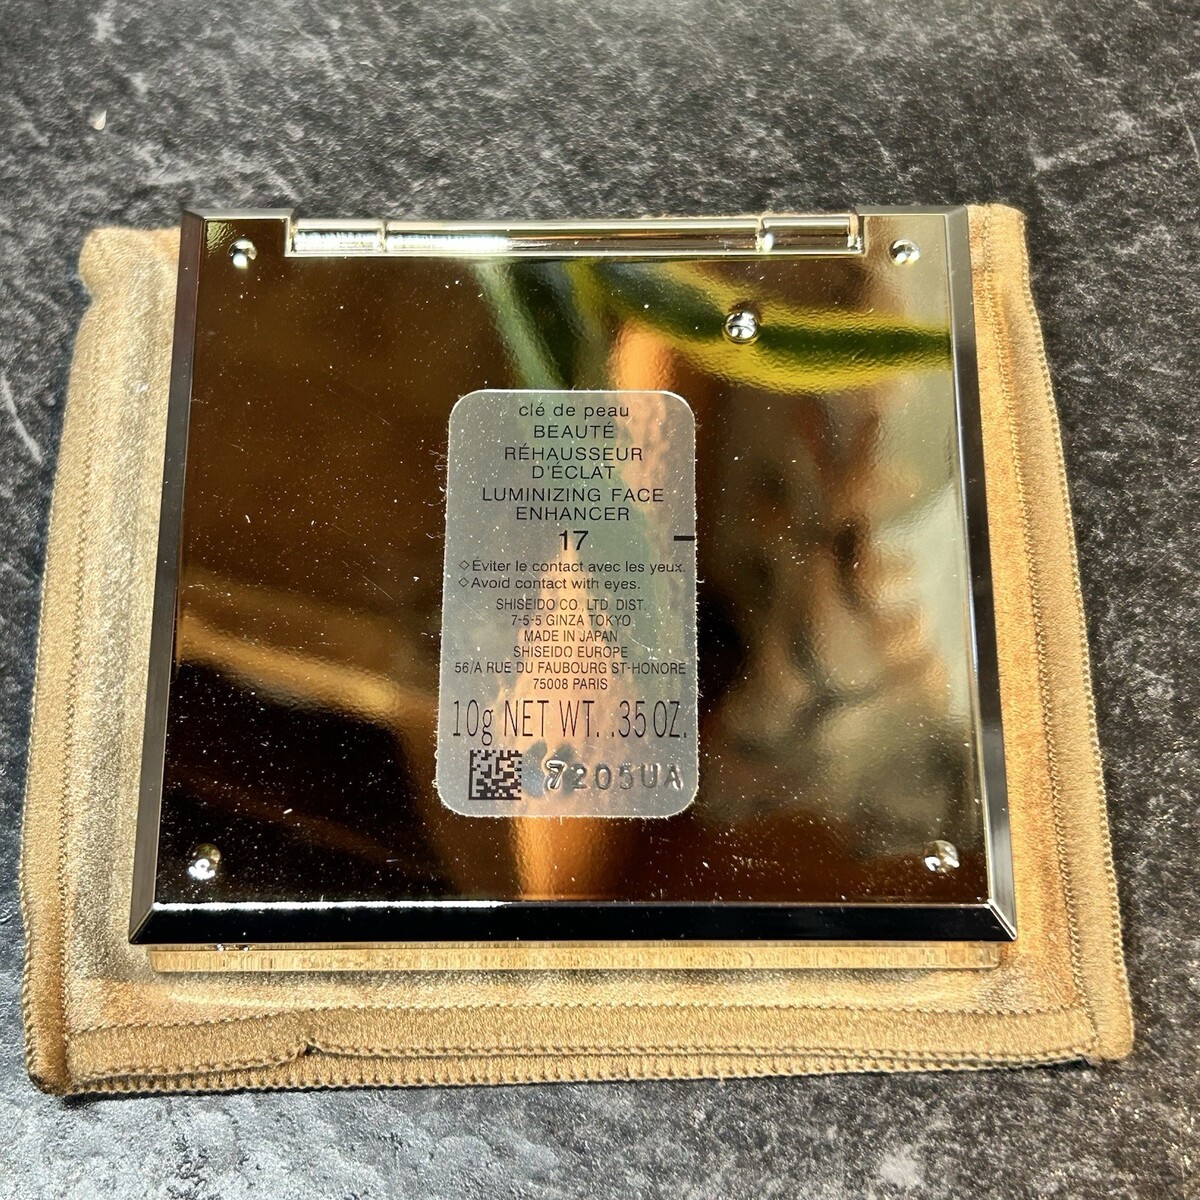 clé de peau
BEAUTÉ
RÉHAUSSEUR
D'ÉCLAT
LUMINIZING FACE
ENHANCER
17
◇Éviter le contact avec les yeux.
◇Avoid contact with eyes.
SHISEIDO CO., LTD. DIST.
7-5-5 GINZA TOKYO
MADE IN JAPAN
SHISEIDO EUROPE
56/A RUE DU FAUBOURG ST-HONORE
75008 PARIS
10g NET WT. .35 OZ.
7205UA